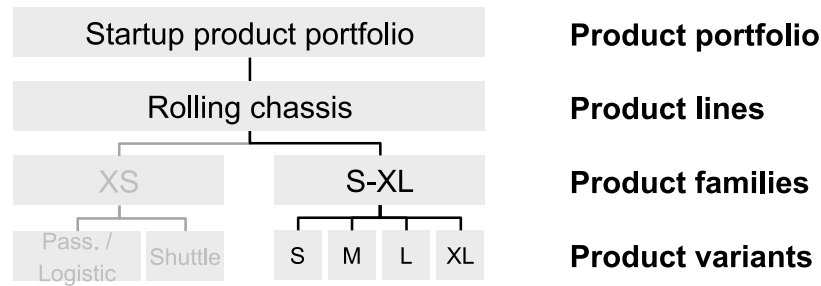 Startup product portfolio Product portfolio
Rolling chassis Product lines
XS S-XL Product families
Pass. / Logistic Shuttle S M L XL Product variants